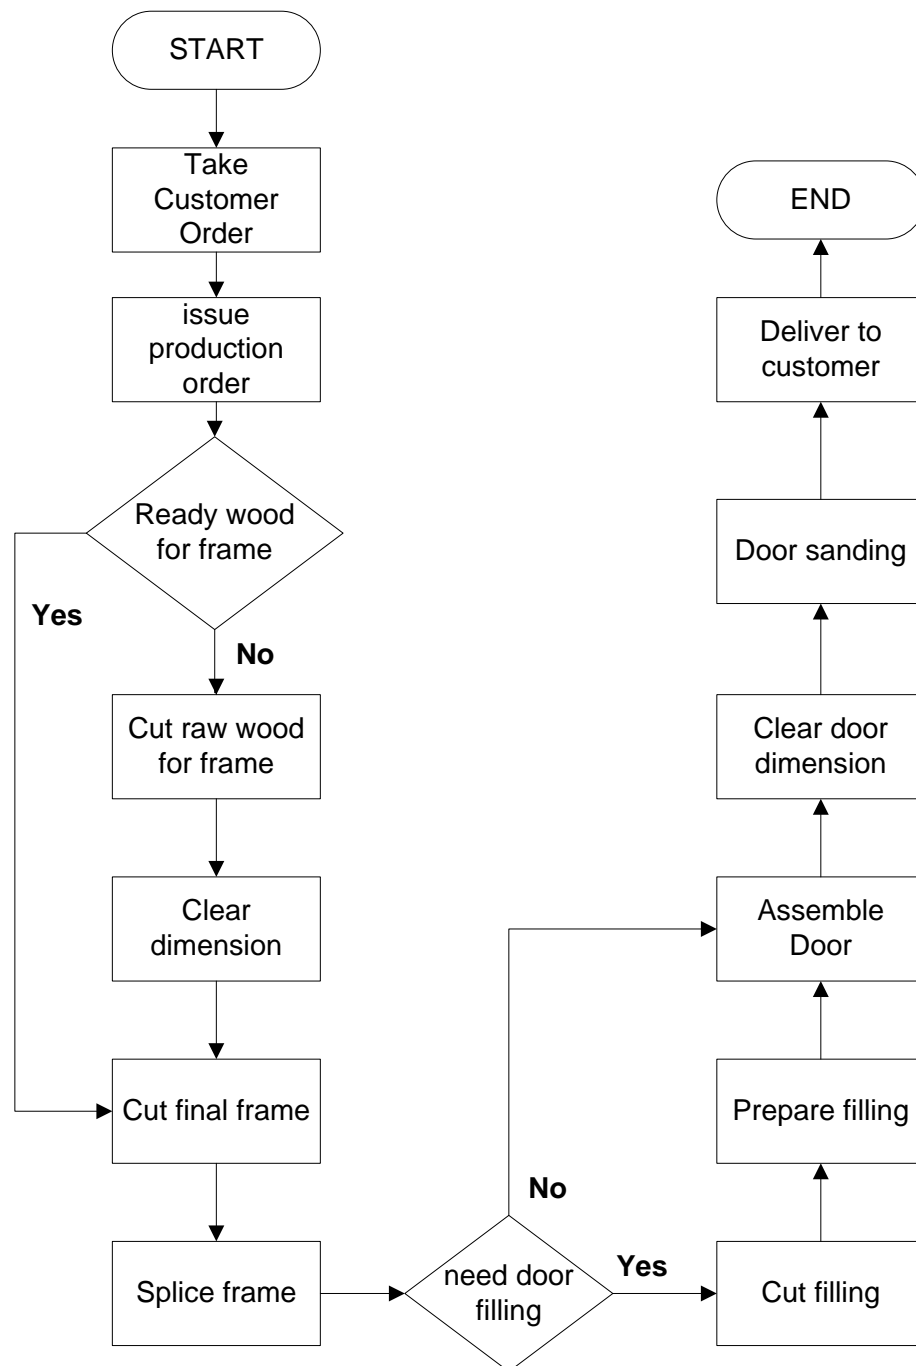 START
Take
Customer
Order
issue
production
order
Ready wood
for frame
Yes
No
Cut raw wood
for frame
Clear
dimension
Cut final frame
Splice frame
need door
filling
No
Yes
Cut filling
Prepare filling
Assemble
Door
Clear door
dimension
Door sanding
Deliver to
customer
END